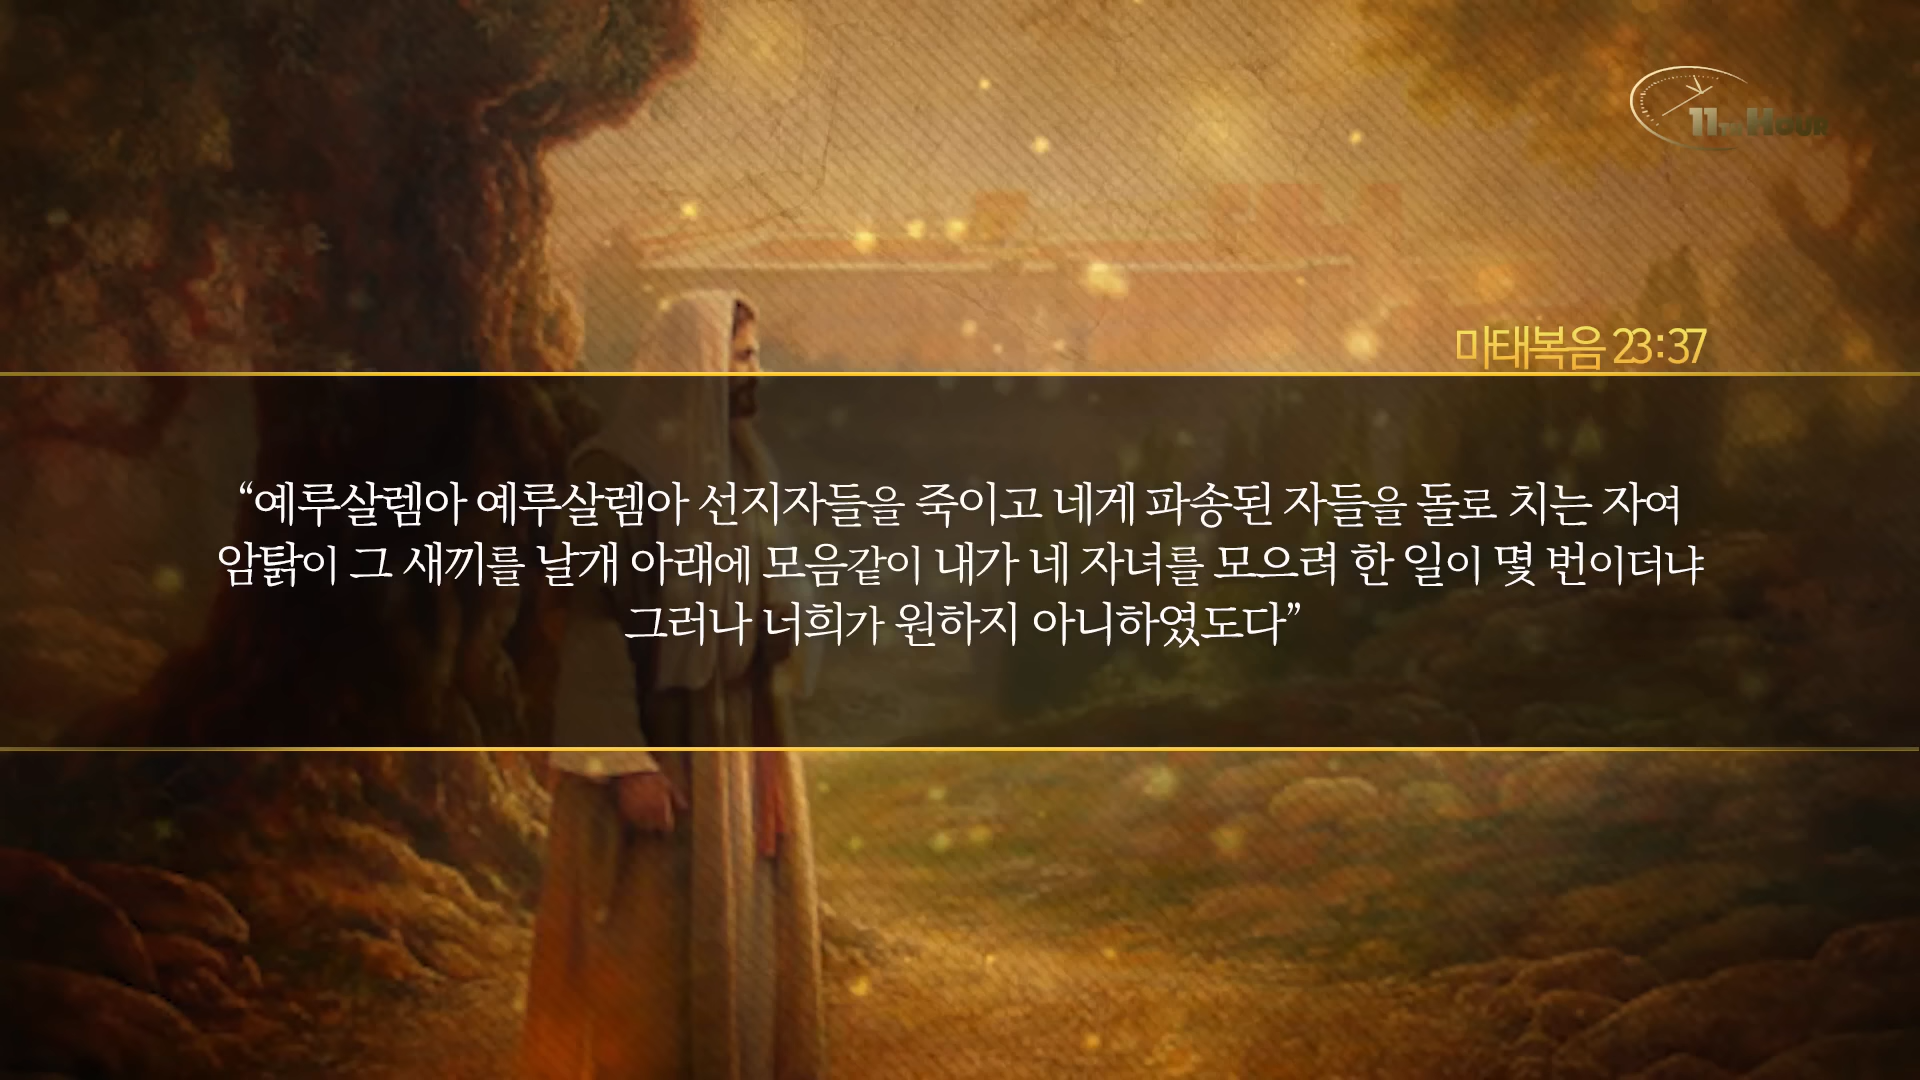 11TH HOUR
마태복음 23:37
“예루살렘아 예루살렘아 선지자들을 죽이고 네게 파송된 자들을 돌로 치는 자여
암탉이 그 새끼를 날개 아래에 모음같이 내가 네 자녀를 모으려 한 일이 몇 번이더냐
그러나 너희가 원하지 아니하였도다”